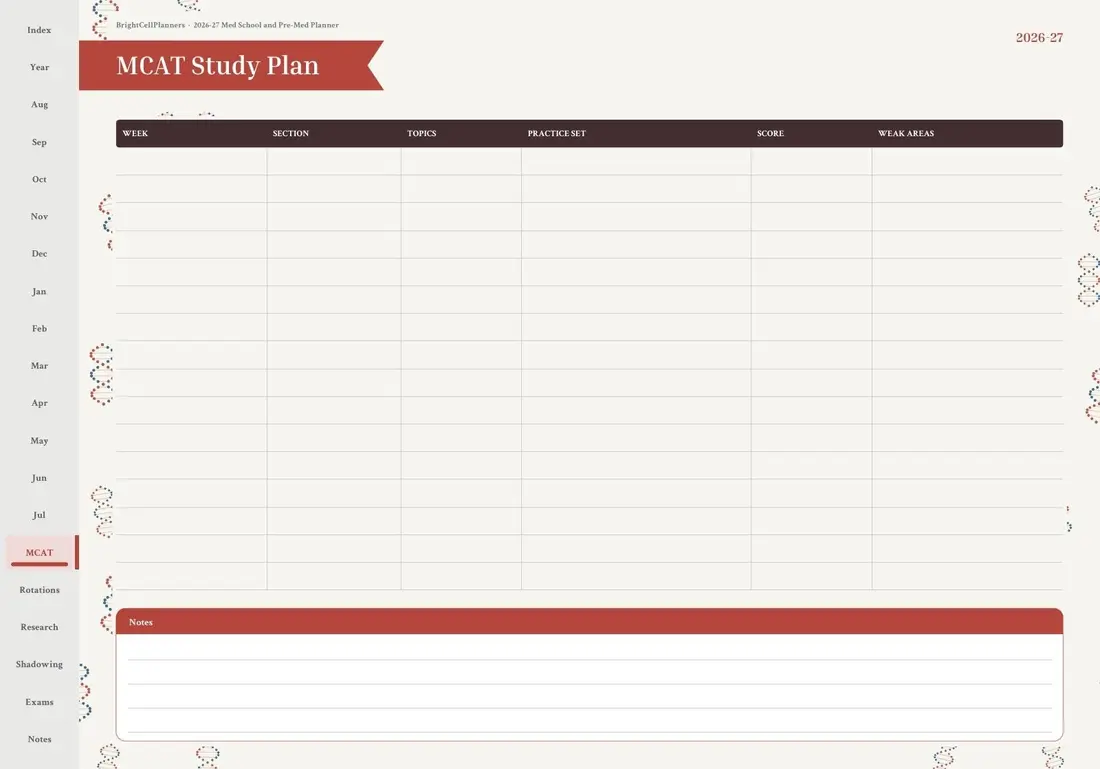 Index
Year
Aug
Sep
Oct
Nov
Dec
Jan
Feb
Mar
Apr
May
Jun
Jul
MCAT
Rotations
Research
Shadowing
Exams
Notes
BrightCellPlanners · 2026-27 Med School and Pre-Med Planner
2026-27
MCAT Study Plan
WEEK SECTION TOPICS PRACTICE SET SCORE WEAK AREAS
Notes